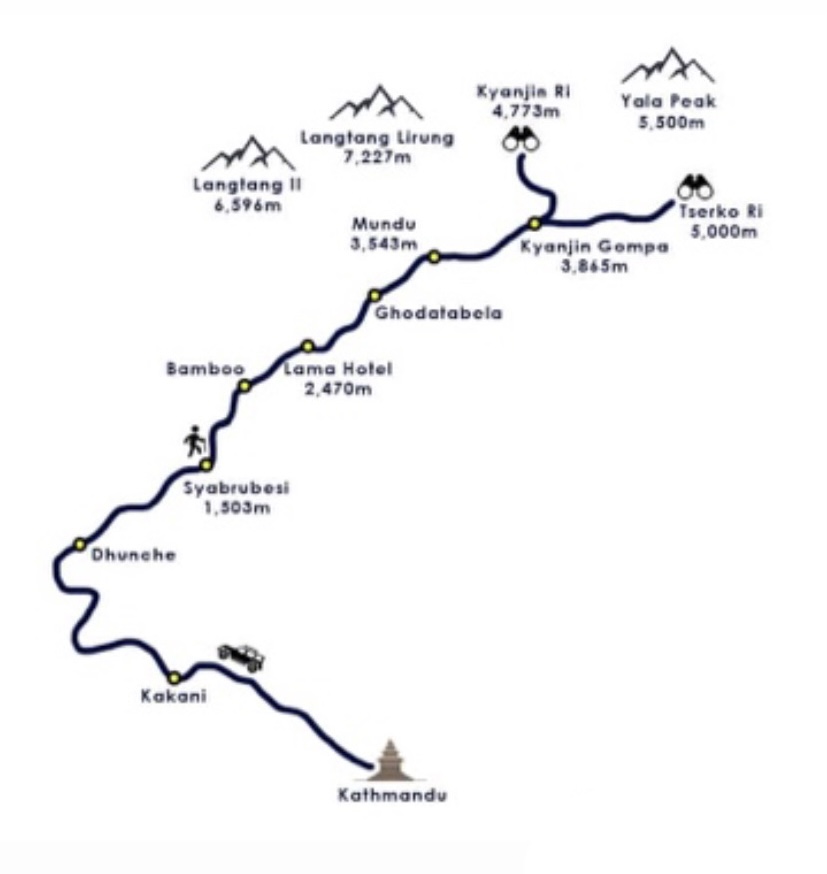 Kyanjin Ri
4,773m
Yala Peak
5,500m
Langtang Lirung
7,227m
Langtang II
6,596m
Tserko Ri
5,000m
Mundu
3,543m
Kyanjin Gompa
3,865m
Ghodatabela
Bamboo
Lama Hotel
2,470m
Syabrubesi
1,503m
Dhunche
Kakani
Kathmandu